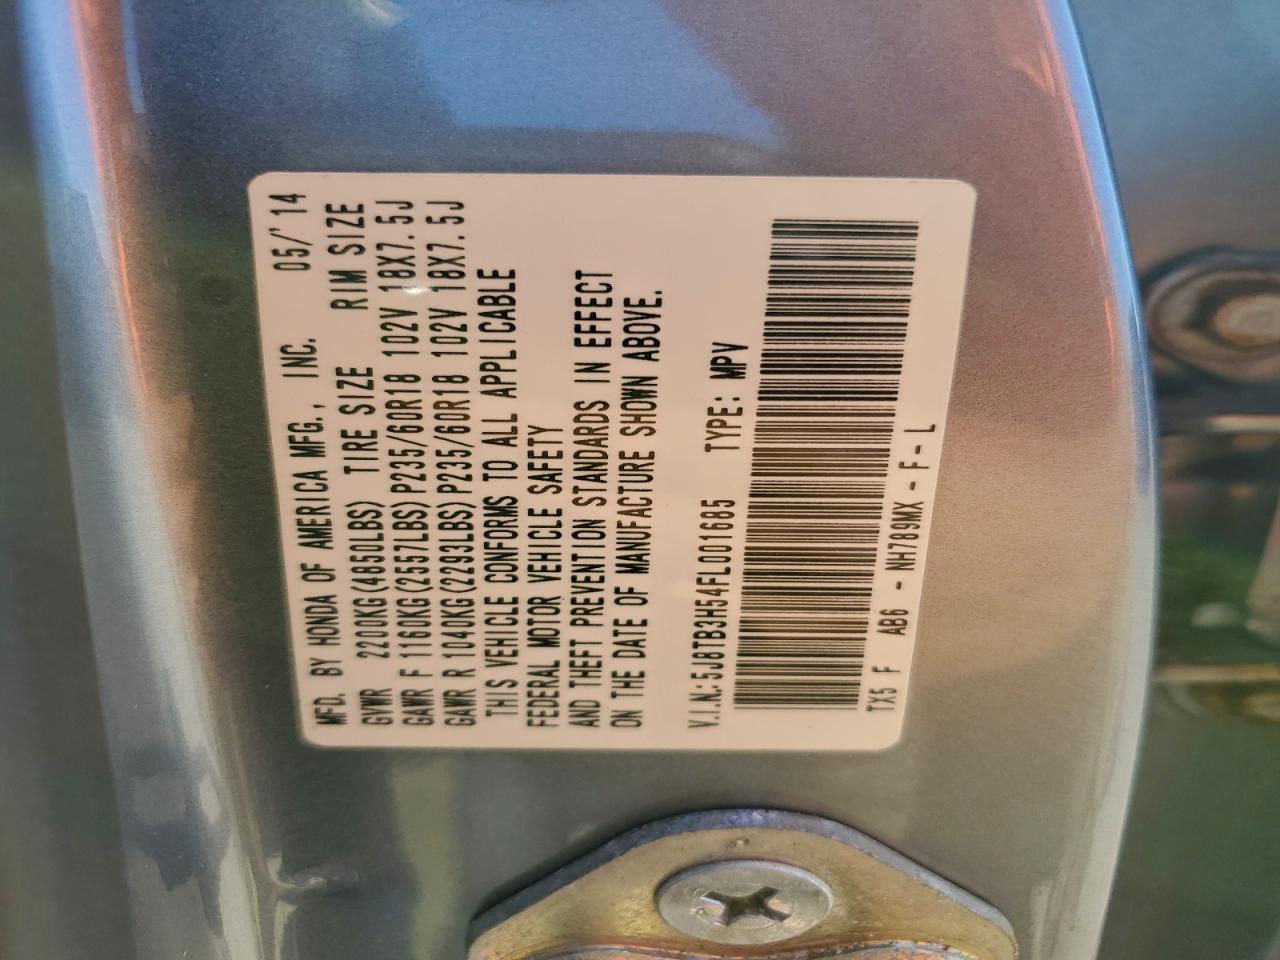 MFD. BY HONDA OF AMERICA MFG., INC. 05/'14
GVWR 2200KG(4850LBS) TIRE SIZE RIM SIZE
GAWR F 1160KG(2557LBS)P235/60R18 102V 18X7.5J
GAWR R 1040KG(2293LBS)P235/60R18 102V 18X7.5J
THIS VEHICLE CONFORMS TO ALL APPLICABLE
FEDERAL MOTOR VEHICLE SAFETY
AND THEFT PREVENTION STANDARDS IN EFFECT
ON THE DATE OF MANUFACTURE SHOWN ABOVE.
V.I.N.:5J8TB3H54FL001685 TYPE: MPV
TX5 F AB6 - NH789MX - F - L